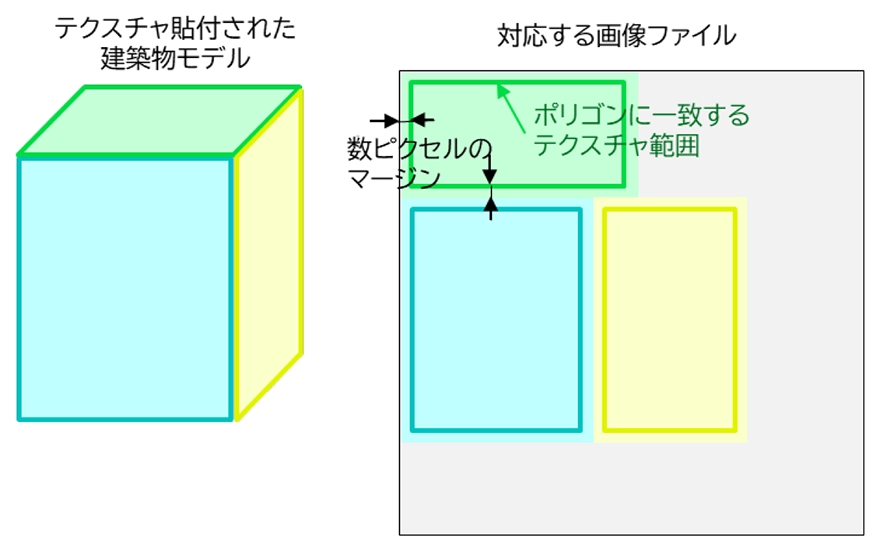 テクスチャ貼付された
建築物モデル
対応する画像ファイル
ポリゴンに一致する
テクスチャ範囲
数ピクセルの
マージン